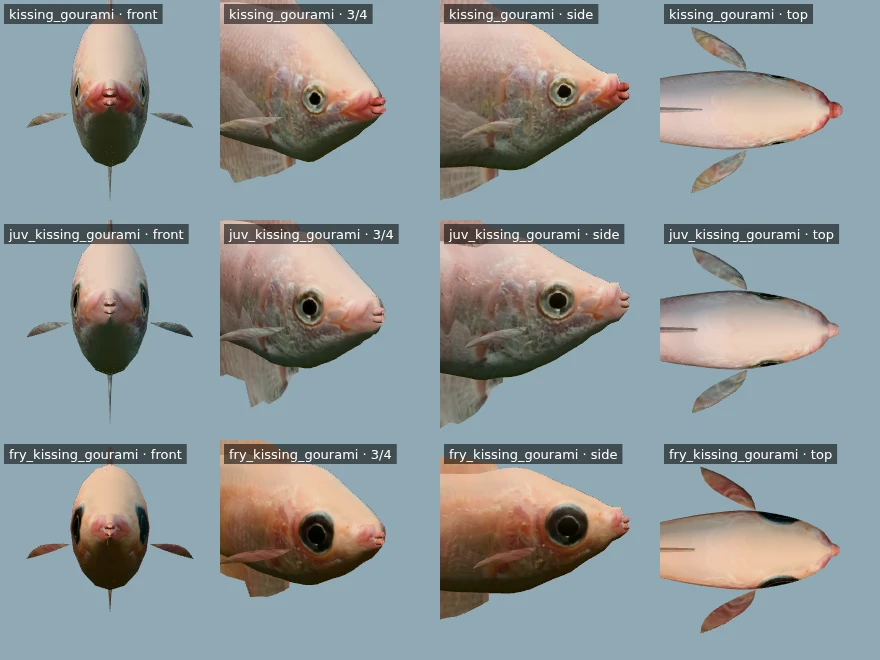 kissing_gourami · front
kissing_gourami · 3/4
kissing_gourami · side
kissing_gourami · top
juv_kissing_gourami · front
juv_kissing_gourami · 3/4
juv_kissing_gourami · side
juv_kissing_gourami · top
fry_kissing_gourami · front
fry_kissing_gourami · 3/4
fry_kissing_gourami · side
fry_kissing_gourami · top